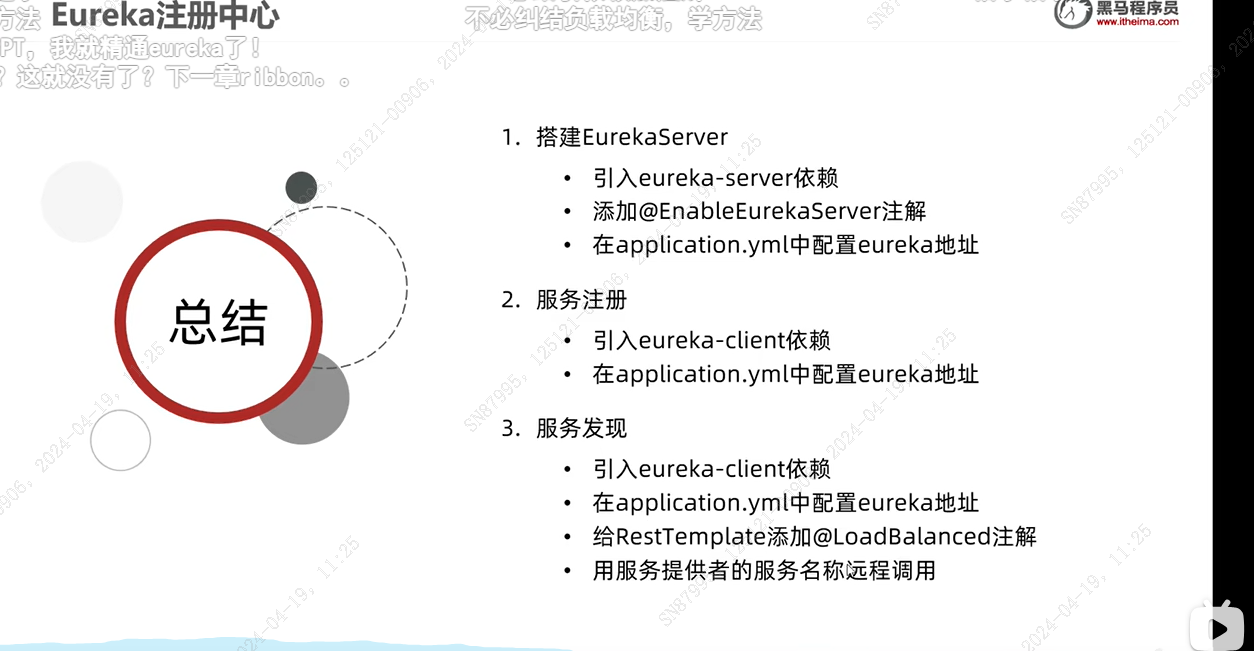 Eureka注册中心
黑马程序员
www.itheima.com
方法
不必纠结负载均衡，学方法
PT，我就精通eureka了！
？这就没有了？下一章ribbon。。
总结
1. 搭建EurekaServer
• 引入eureka-server依赖
• 添加@EnableEurekaServer注解
• 在application.yml中配置eureka地址
2. 服务注册
• 引入eureka-client依赖
• 在application.yml中配置eureka地址
3. 服务发现
• 引入eureka-client依赖
• 在application.yml中配置eureka地址
• 给RestTemplate添加@LoadBalanced注解
• 用服务提供者的服务名称远程调用
SN87995, 125121-00906, 2024-04-19, 11:25